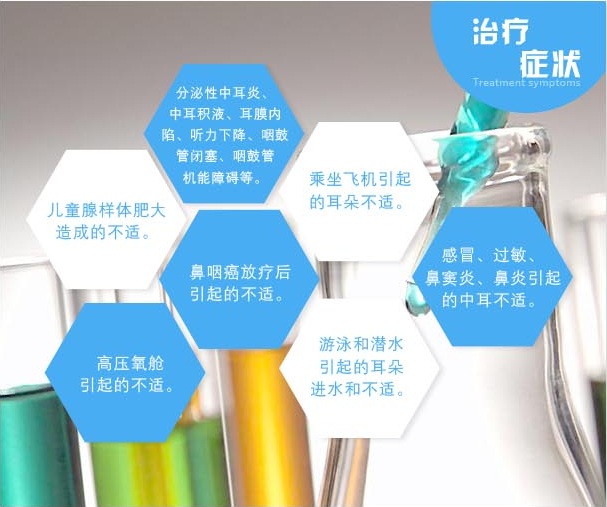 治疗
症状
Treatment symptoms
分泌性中耳炎、
中耳积液、耳膜内
陷、听力下降、咽鼓
管闭塞、咽鼓管
机能障碍等。
乘坐飞机引起
的耳朵不适。
儿童腺样体肥大
造成的不适。
鼻咽癌放疗后
引起的不适。
感冒、过敏、
鼻窦炎、鼻炎引起
的中耳不适。
高压氧舱
引起的不适。
游泳和潜水
引起的耳朵
进水和不适。